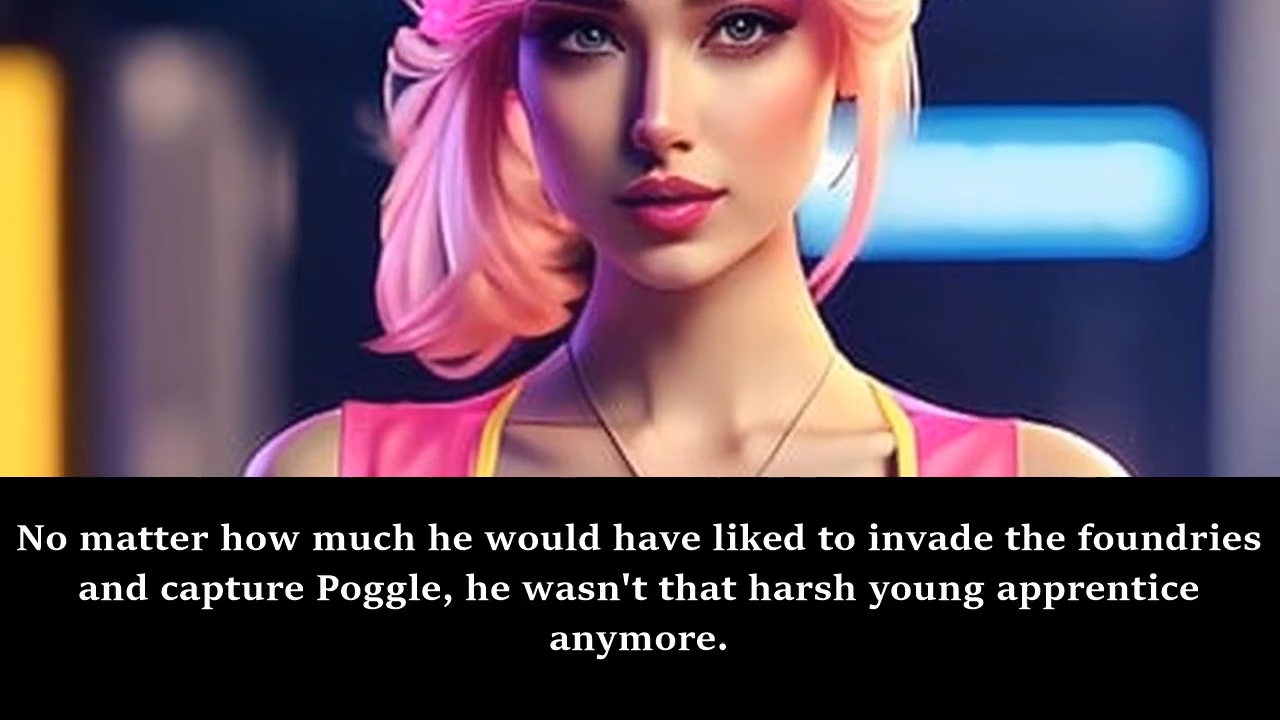 No matter how much he would have liked to invade the foundries
and capture Poggle, he wasn't that harsh young apprentice
anymore.